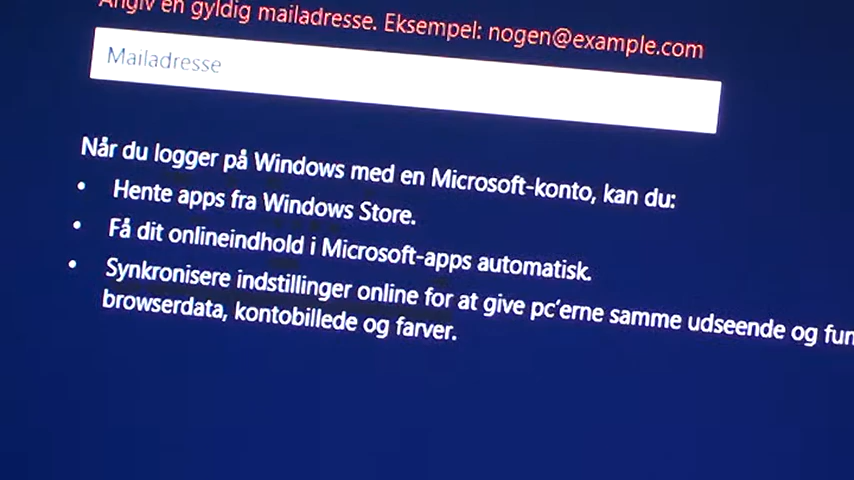 Angiv en gyldig mailadresse. Eksempel: nogen@example.com
Mailadresse
Når du logger på Windows med en Microsoft-konto, kan du:
• Hente apps fra Windows Store.
• Få dit onlineindhold i Microsoft-apps automatisk.
• Synkronisere indstillinger online for at give pc'erne samme udseende og
browserdata, kontobillede og farver.